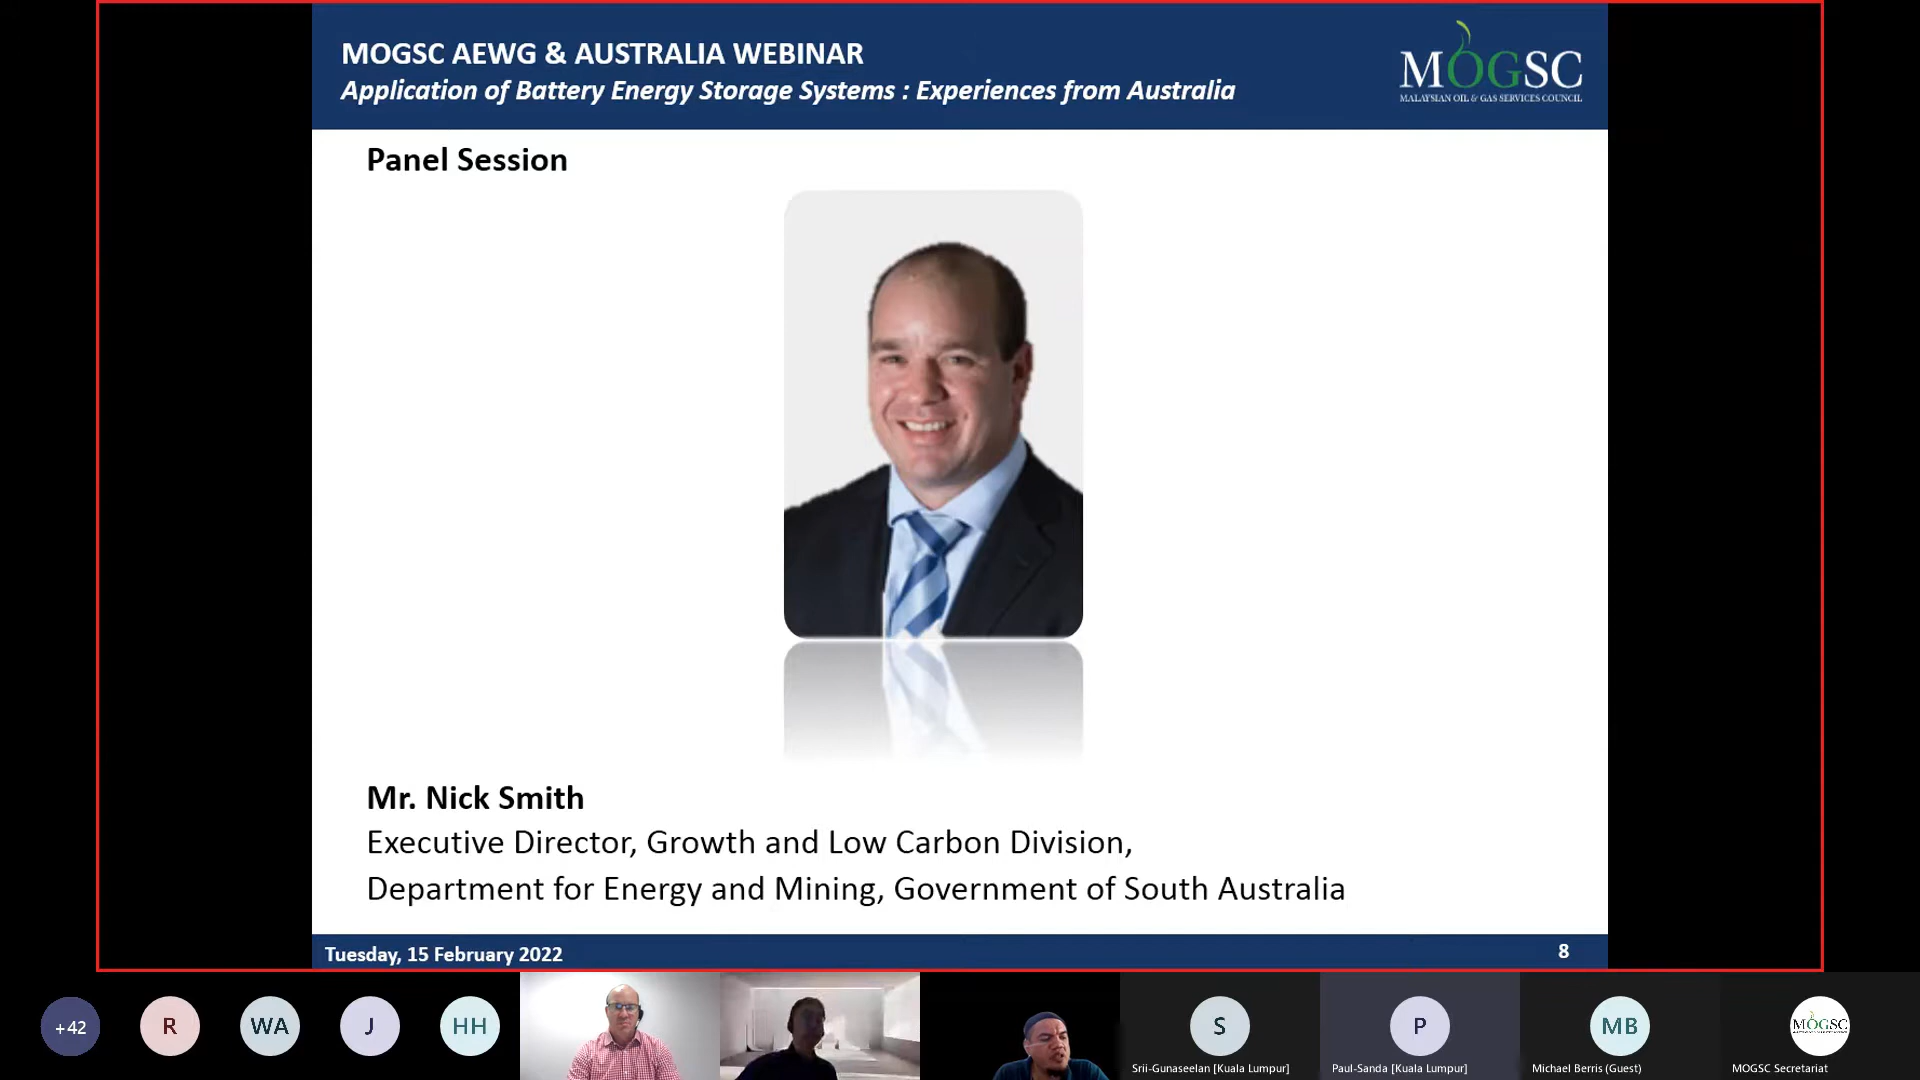 MOGSC AEWG & AUSTRALIA WEBINAR
Application of Battery Energy Storage Systems : Experiences from Australia
MOGSC
MALAYSIAN OIL & GAS SERVICES COUNCIL
Panel Session
Mr. Nick Smith
Executive Director, Growth and Low Carbon Division,
Department for Energy and Mining, Government of South Australia
Tuesday, 15 February 2022
8
+42
R
WA
J
HH
S
P
MB
MOGSC
Srii-Gunaseelan [Kuala Lumpur]
Paul-Sanda [Kuala Lumpur]
Michael Berris (Guest)
MOGSC Secretariat